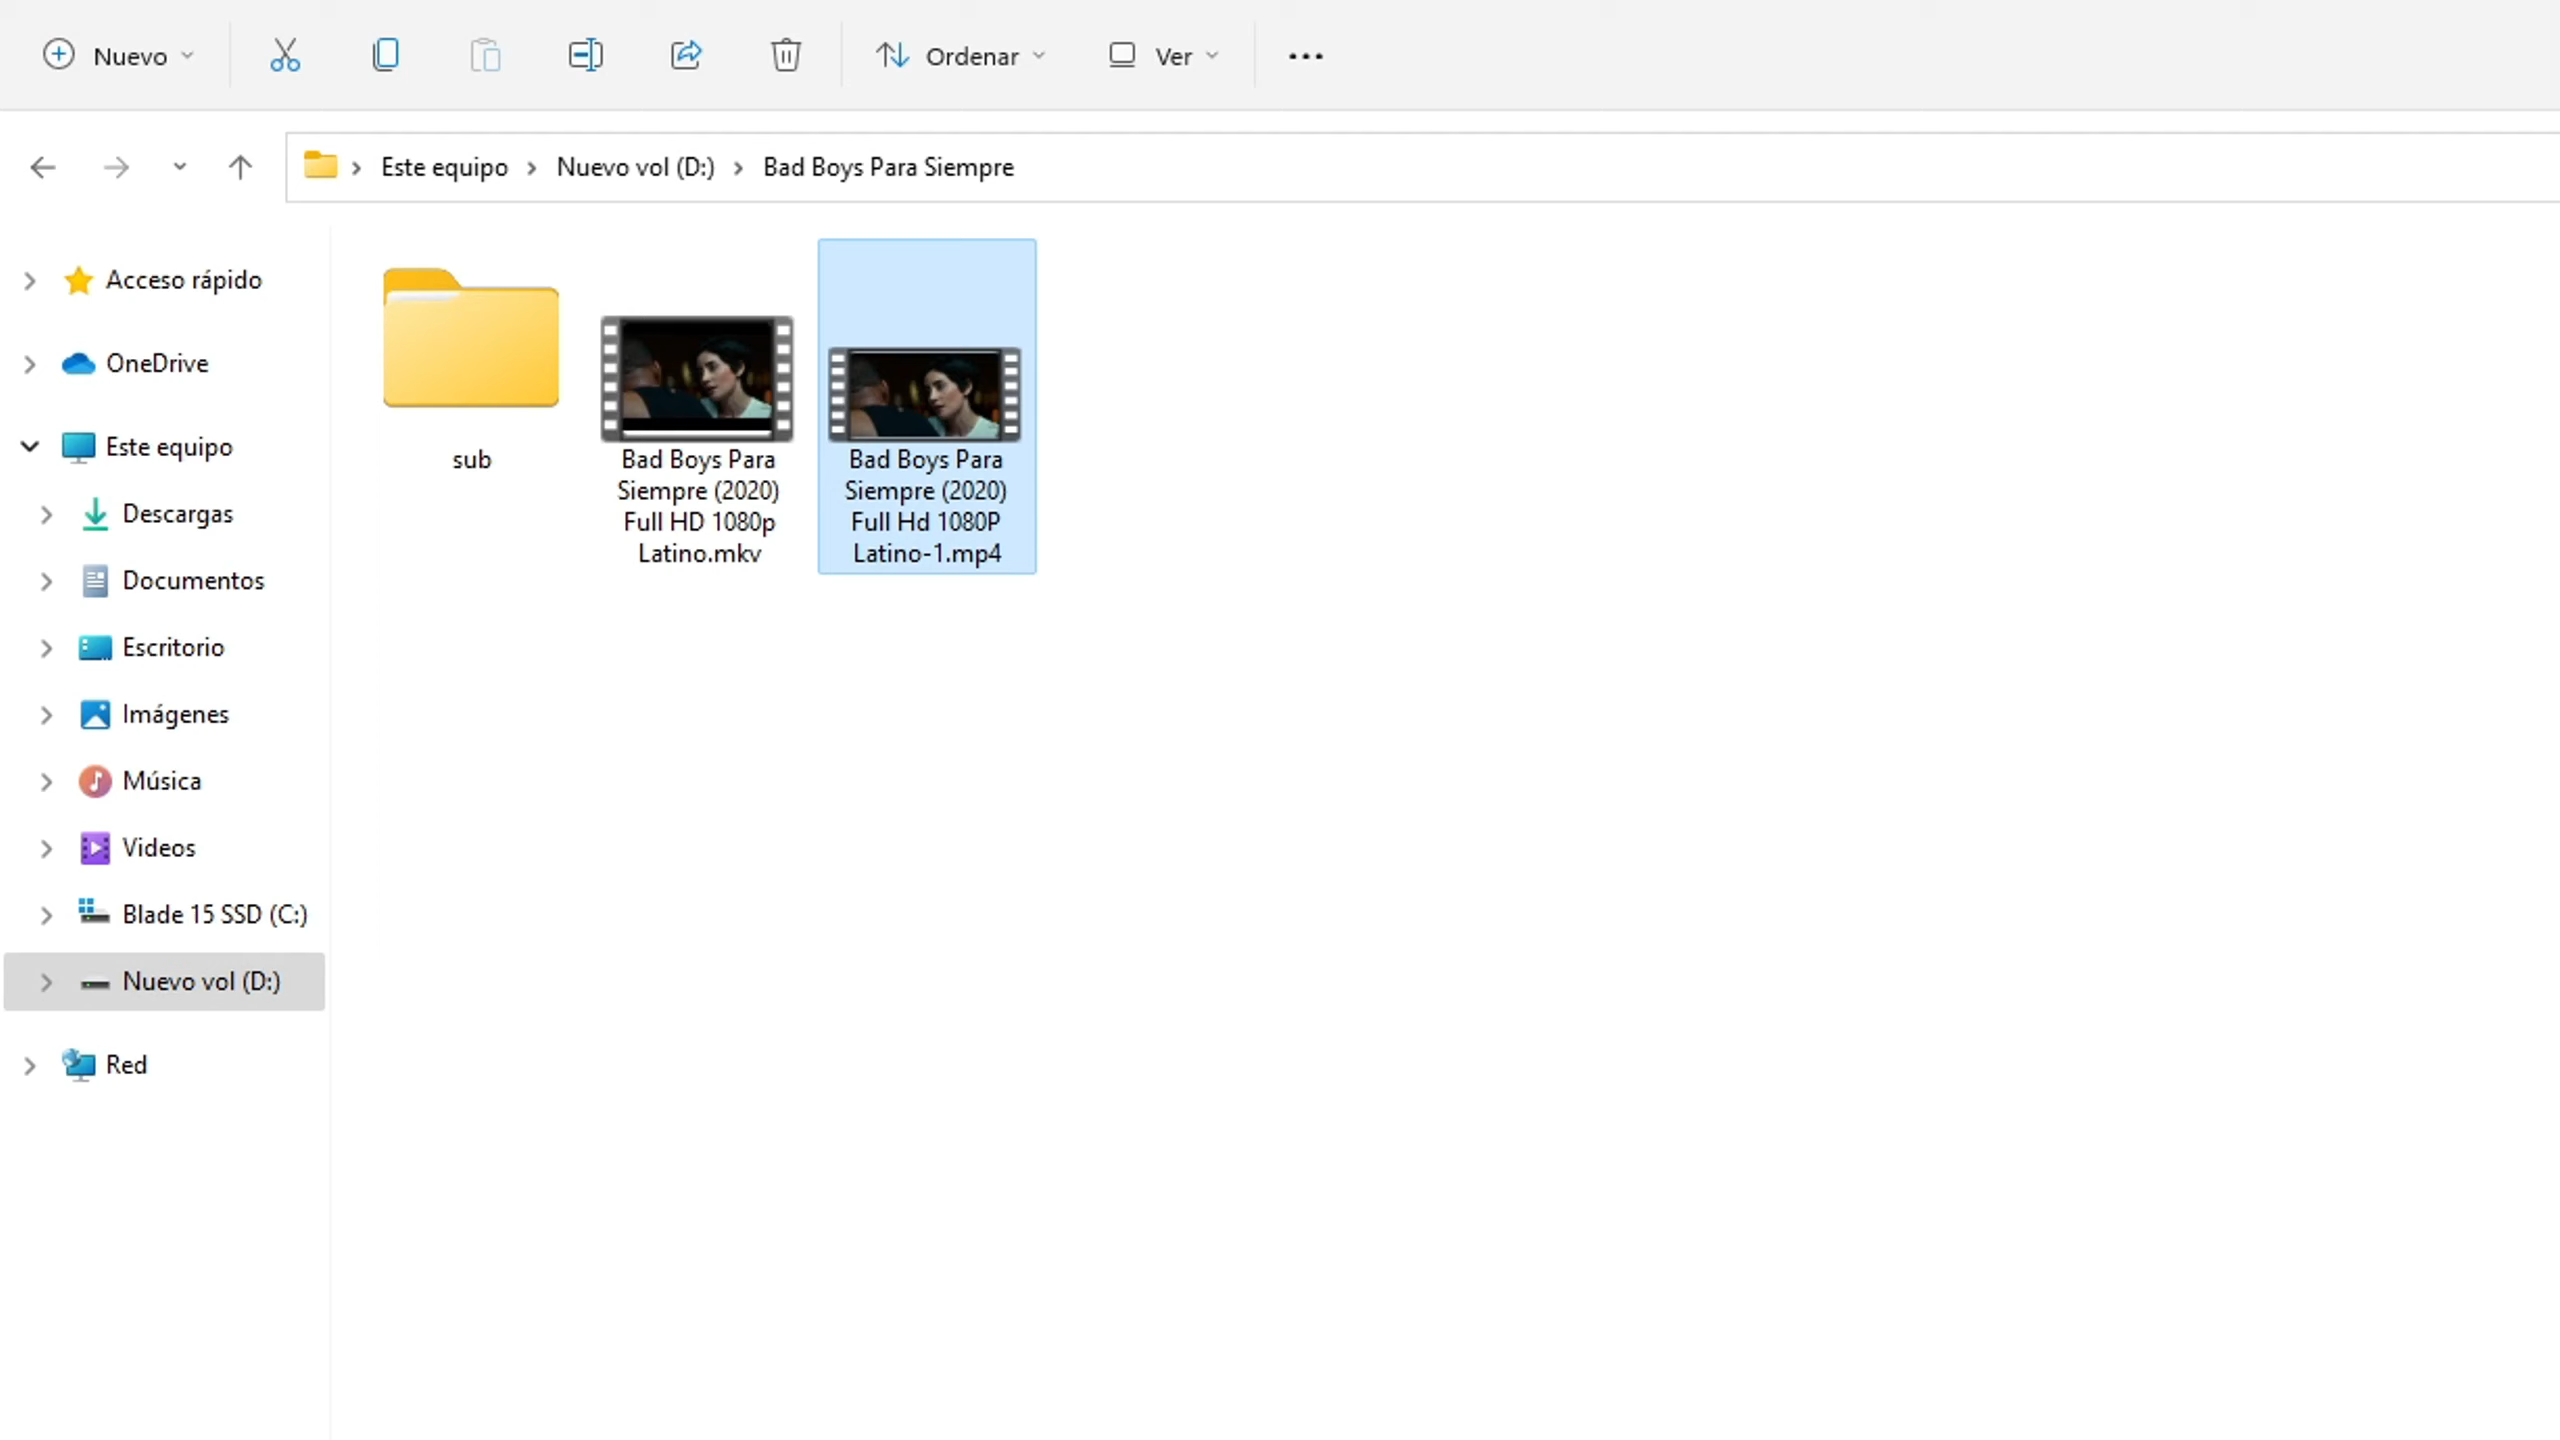 Nuevo
Ordenar
Ver
Este equipo
Nuevo vol (D:)
Bad Boys Para Siempre
Acceso rápido
OneDrive
Este equipo
Descargas
Documentos
Escritorio
Imágenes
Música
Videos
Blade 15 SSD (C:)
Nuevo vol (D:)
Red
sub
Bad Boys Para
Siempre (2020)
Full HD 1080p
Latino.mkv
Bad Boys Para
Siempre (2020)
Full Hd 1080P
Latino-1.mp4